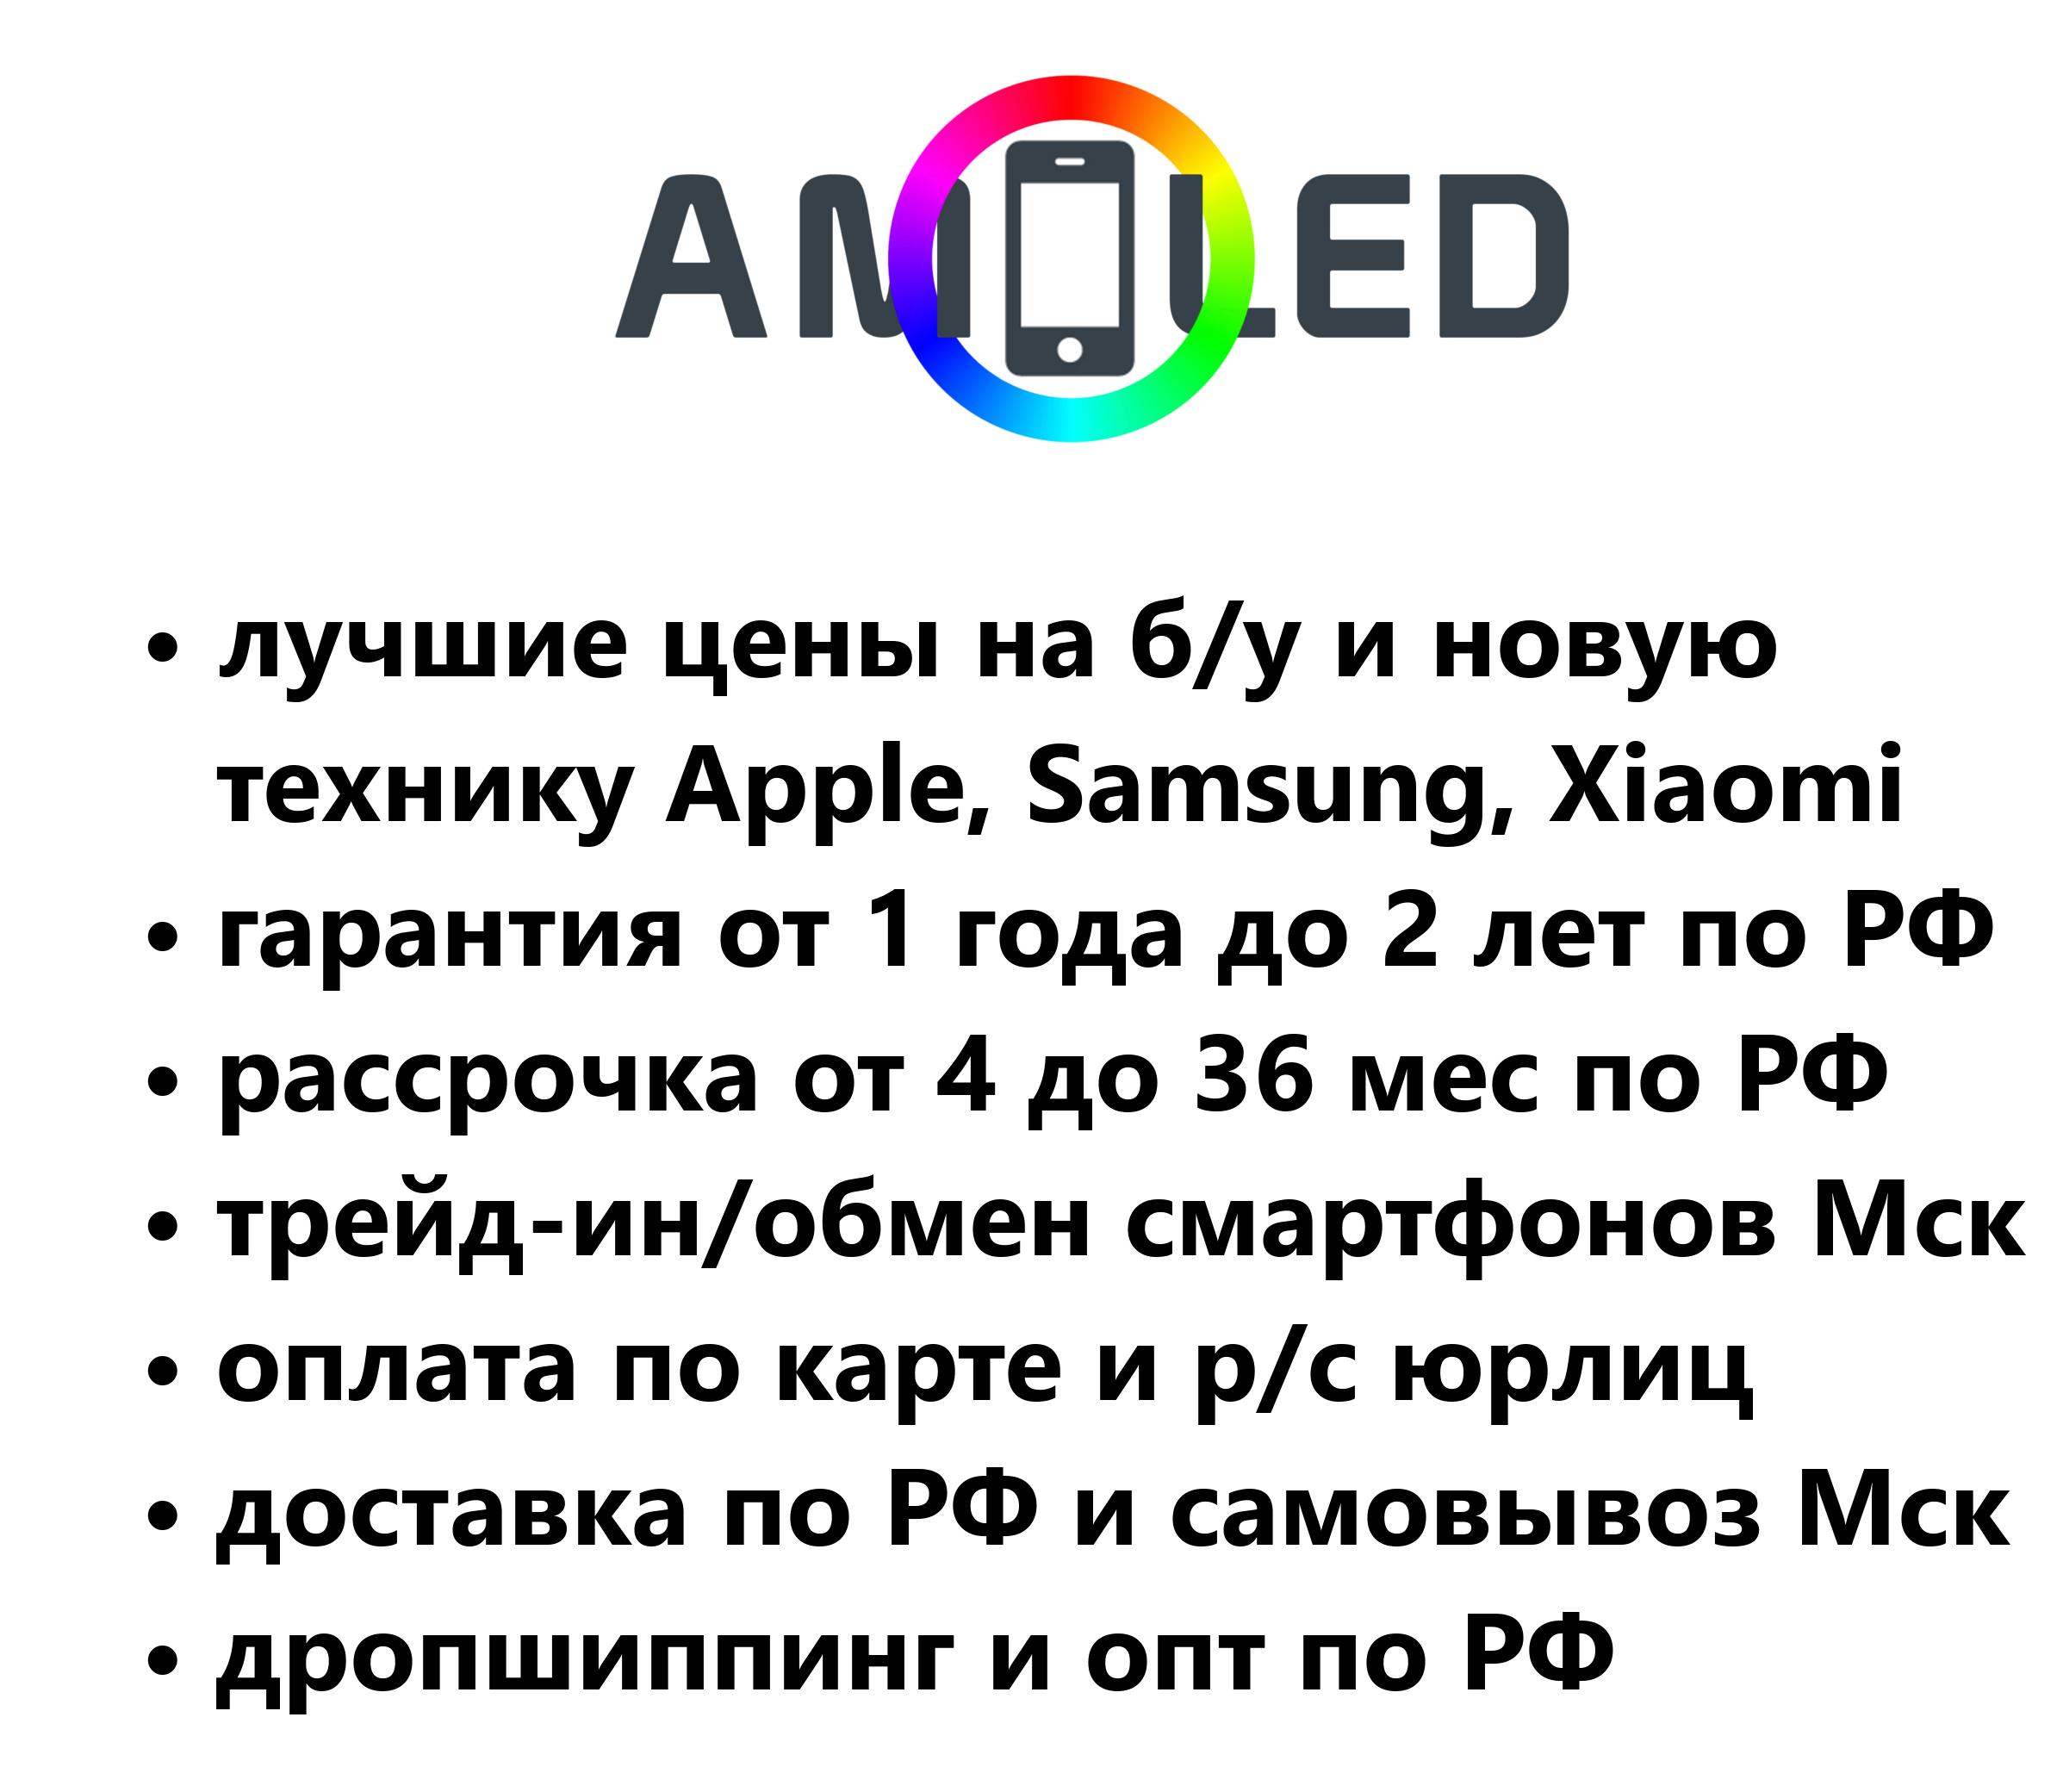 AMOLED
• лучшие цены на б/у и новую
технику Apple, Samsung, Xiaomi
• гарантия от 1 года до 2 лет по РФ
• рассрочка от 4 до 36 мес по РФ
• трейд-ин/обмен смартфонов Мск
• оплата по карте и р/с юрлиц
• доставка по РФ и самовывоз Мск
• дропшиппинг и опт по РФ